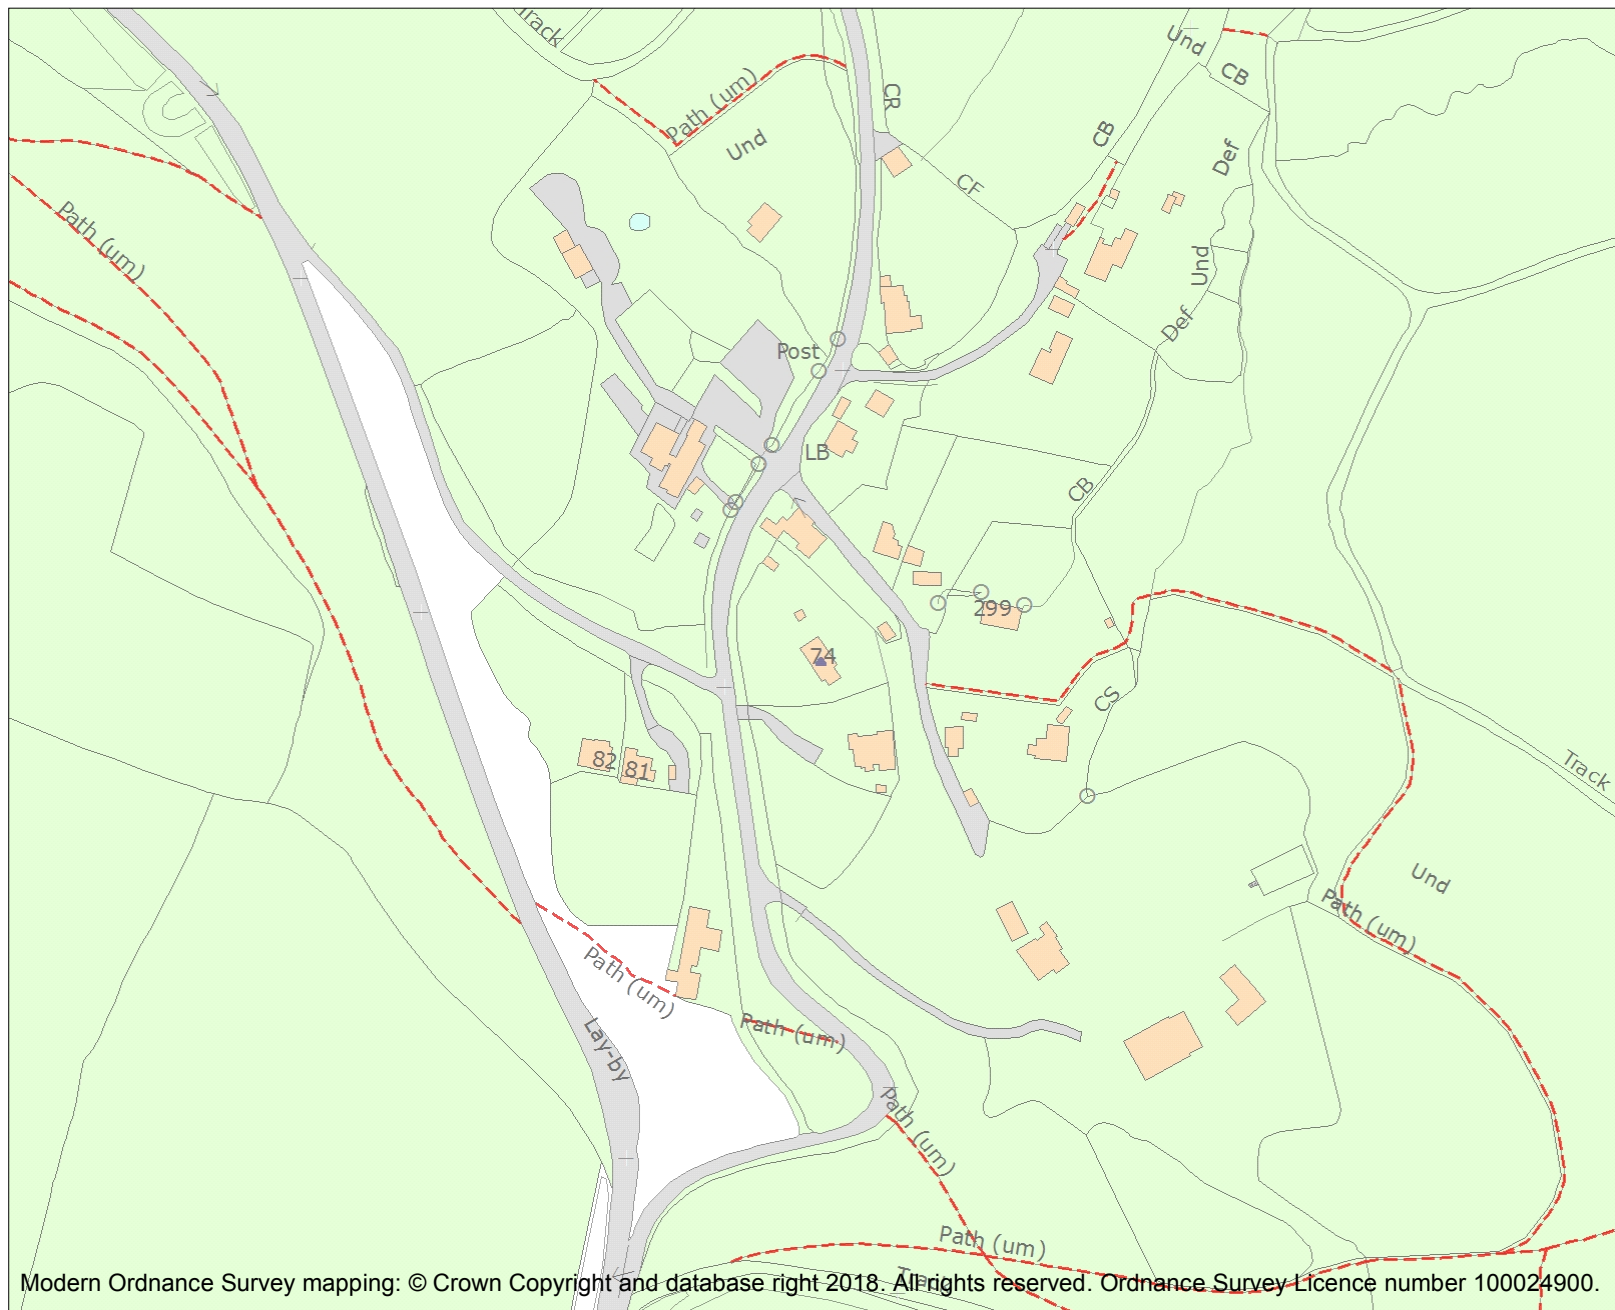 Track
Und
CB
CR
Path (um)
CB
Und
Def
CF
Path (um)
Und
Def
Post
LB
CB
299
74
CS
82
81
Track
Und
Path (um)
Path (um)
Lay-by
Path (um)
Path (um)
Path (um)
Track
Modern Ordnance Survey mapping: © Crown Copyright and database right 2018. All rights reserved. Ordnance Survey Licence number 100024900.